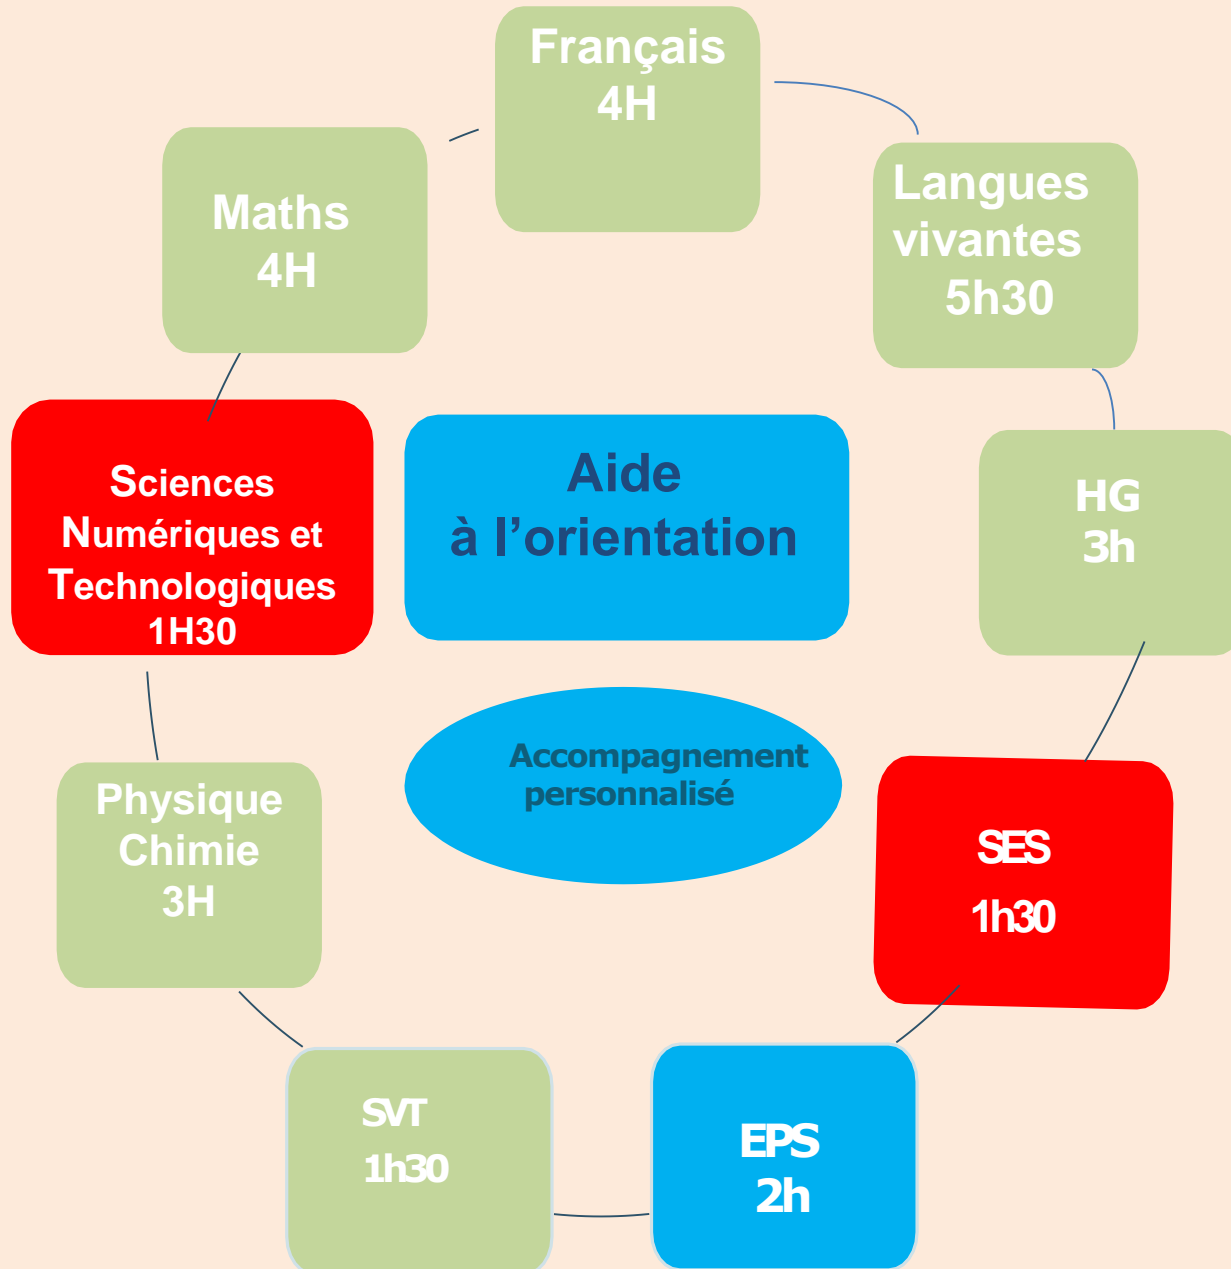 Français
4H
Maths
4H
Langues
vivantes
5h30
Sciences
Numériques et
Technologiques
1H30
Aide
à l’orientation
HG
3h
Accompagnement
personnalisé
Physique
Chimie
3H
SES
1h30
SVT
1h30
EPS
2h